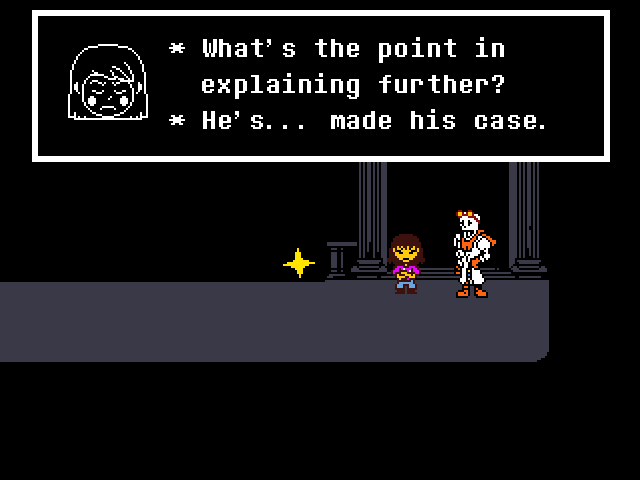 * What's the point in
explaining further?
* He's... made his case.